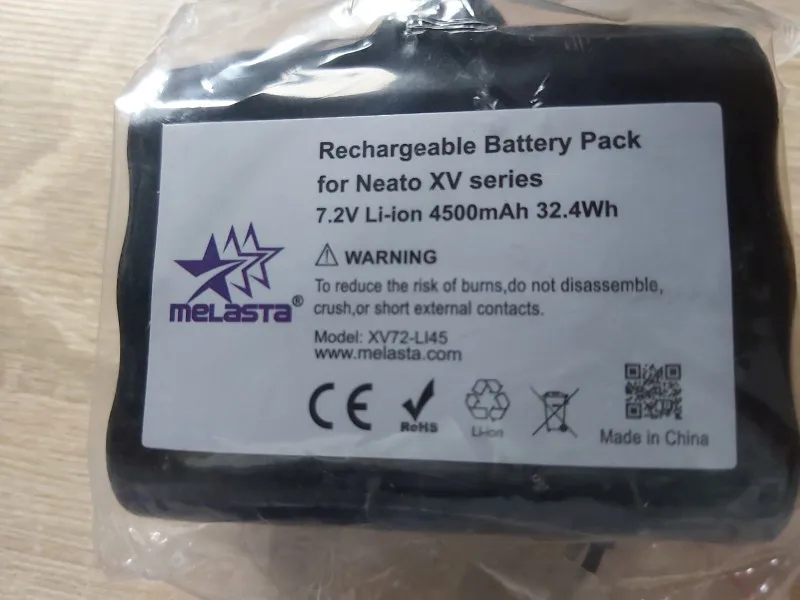 Rechargeable Battery Pack
for Neato XV series
7.2V Li-ion 4500mAh 32.4Wh
⚠ WARNING
To reduce the risk of burns,do not disassemble,
crush,or short external contacts.
Model: XV72-LI45
www.melasta.com
MELASTA®
CE
RoHS
Li-ion
Made in China